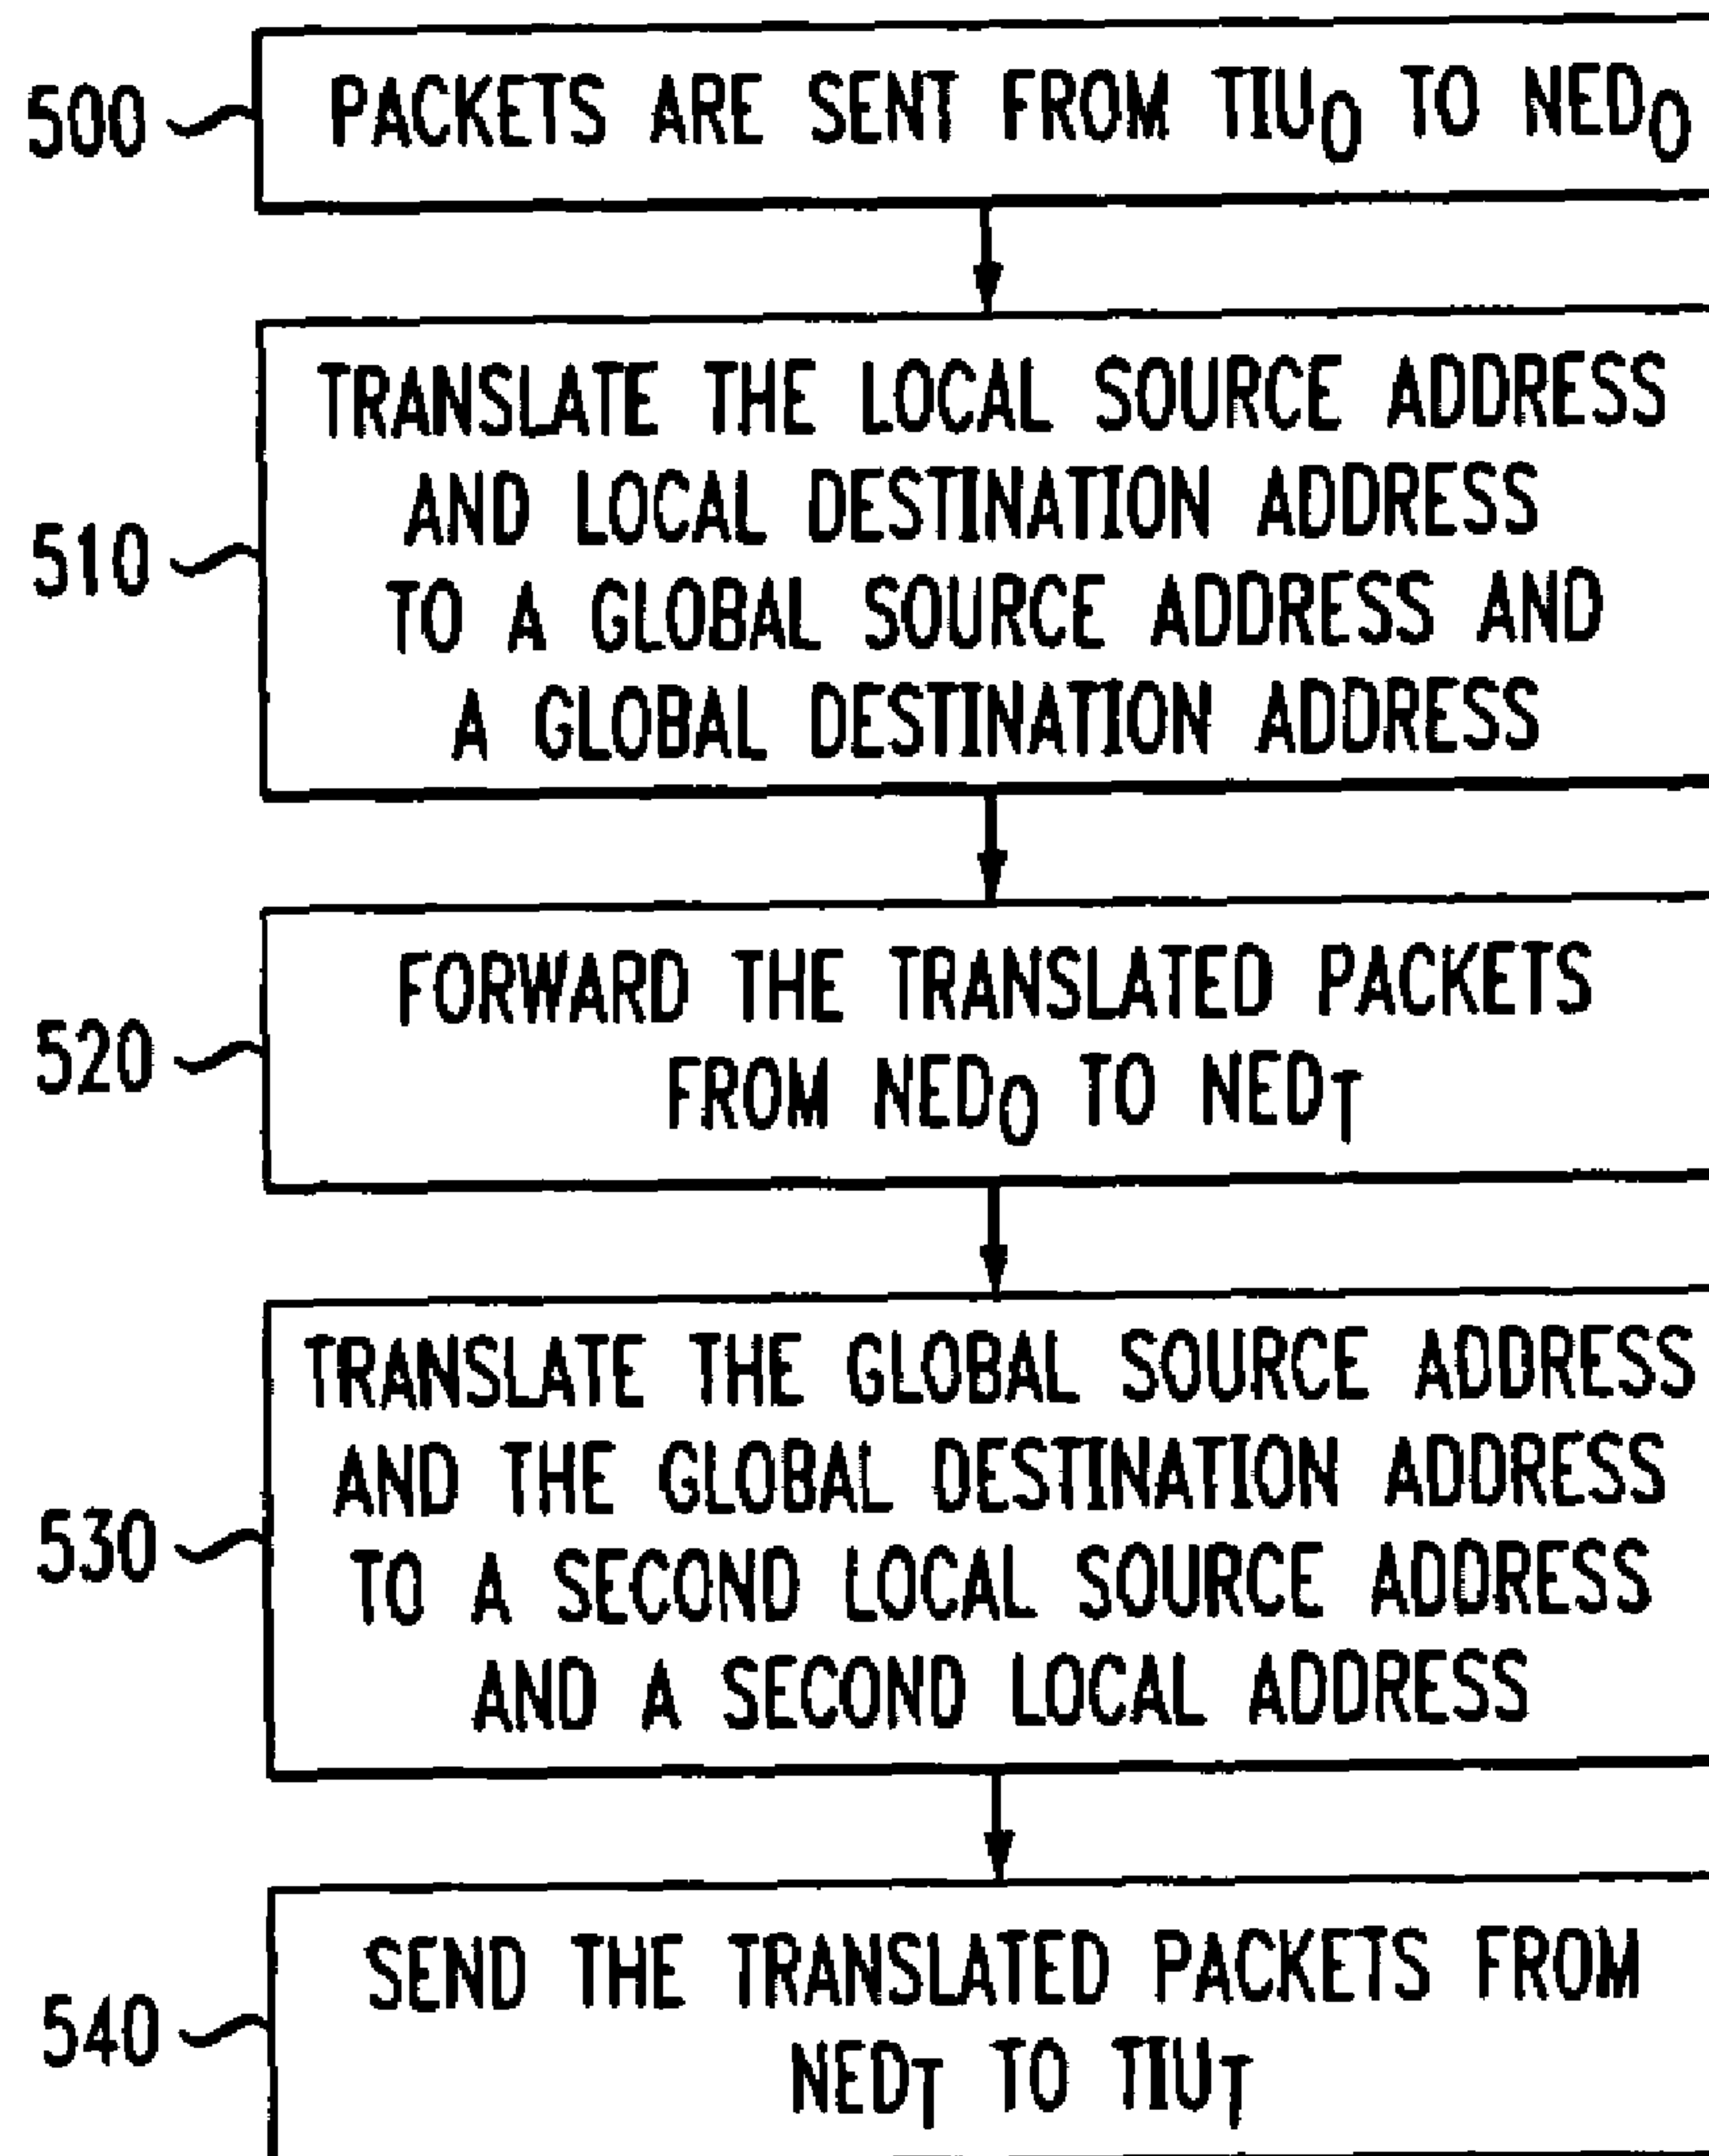 500
PACKETS ARE SENT FROM TIUO TO NEDO
510
TRANSLATE THE LOCAL SOURCE ADDRESS
AND LOCAL DESTINATION ADDRESS
TO A GLOBAL SOURCE ADDRESS AND
A GLOBAL DESTINATION ADDRESS
520
FORWARD THE TRANSLATED PACKETS
FROM NEDO TO NEDT
530
TRANSLATE THE GLOBAL SOURCE ADDRESS
AND THE GLOBAL DESTINATION ADDRESS
TO A SECOND LOCAL SOURCE ADDRESS
AND A SECOND LOCAL ADDRESS
540
SEND THE TRANSLATED PACKETS FROM
NEDT TO TIUT